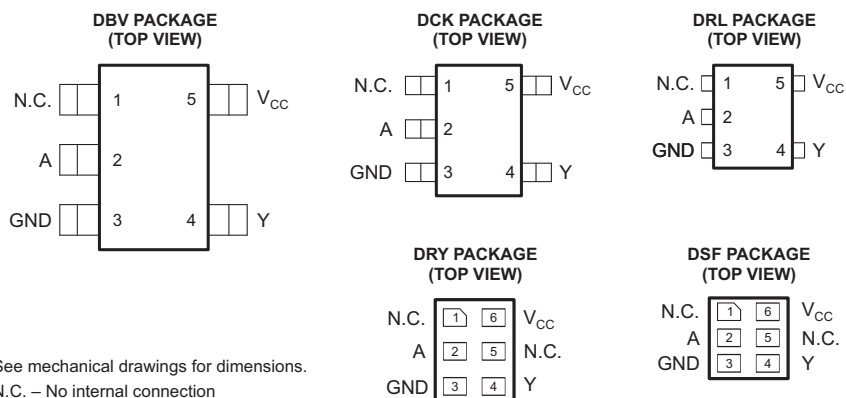 DBV PACKAGE
(TOP VIEW)
N.C. 1 5 VCC
A 2
GND 3 4 Y
DCK PACKAGE
(TOP VIEW)
N.C. 1 5 VCC
A 2
GND 3 4 Y
DRL PACKAGE
(TOP VIEW)
N.C. 1 5 VCC
A 2
GND 3 4 Y
DRY PACKAGE
(TOP VIEW)
N.C. 1 6 VCC
A 2 5 N.C.
GND 3 4 Y
DSF PACKAGE
(TOP VIEW)
N.C. 1 6 VCC
A 2 5 N.C.
GND 3 4 Y
See mechanical drawings for dimensions.
N.C. – No internal connection